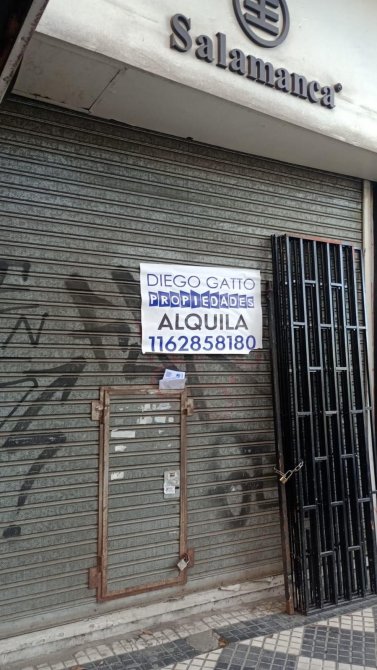 Salamanca
DIEGO GATTO
PROPIEDADES
ALQUILA
1162858180